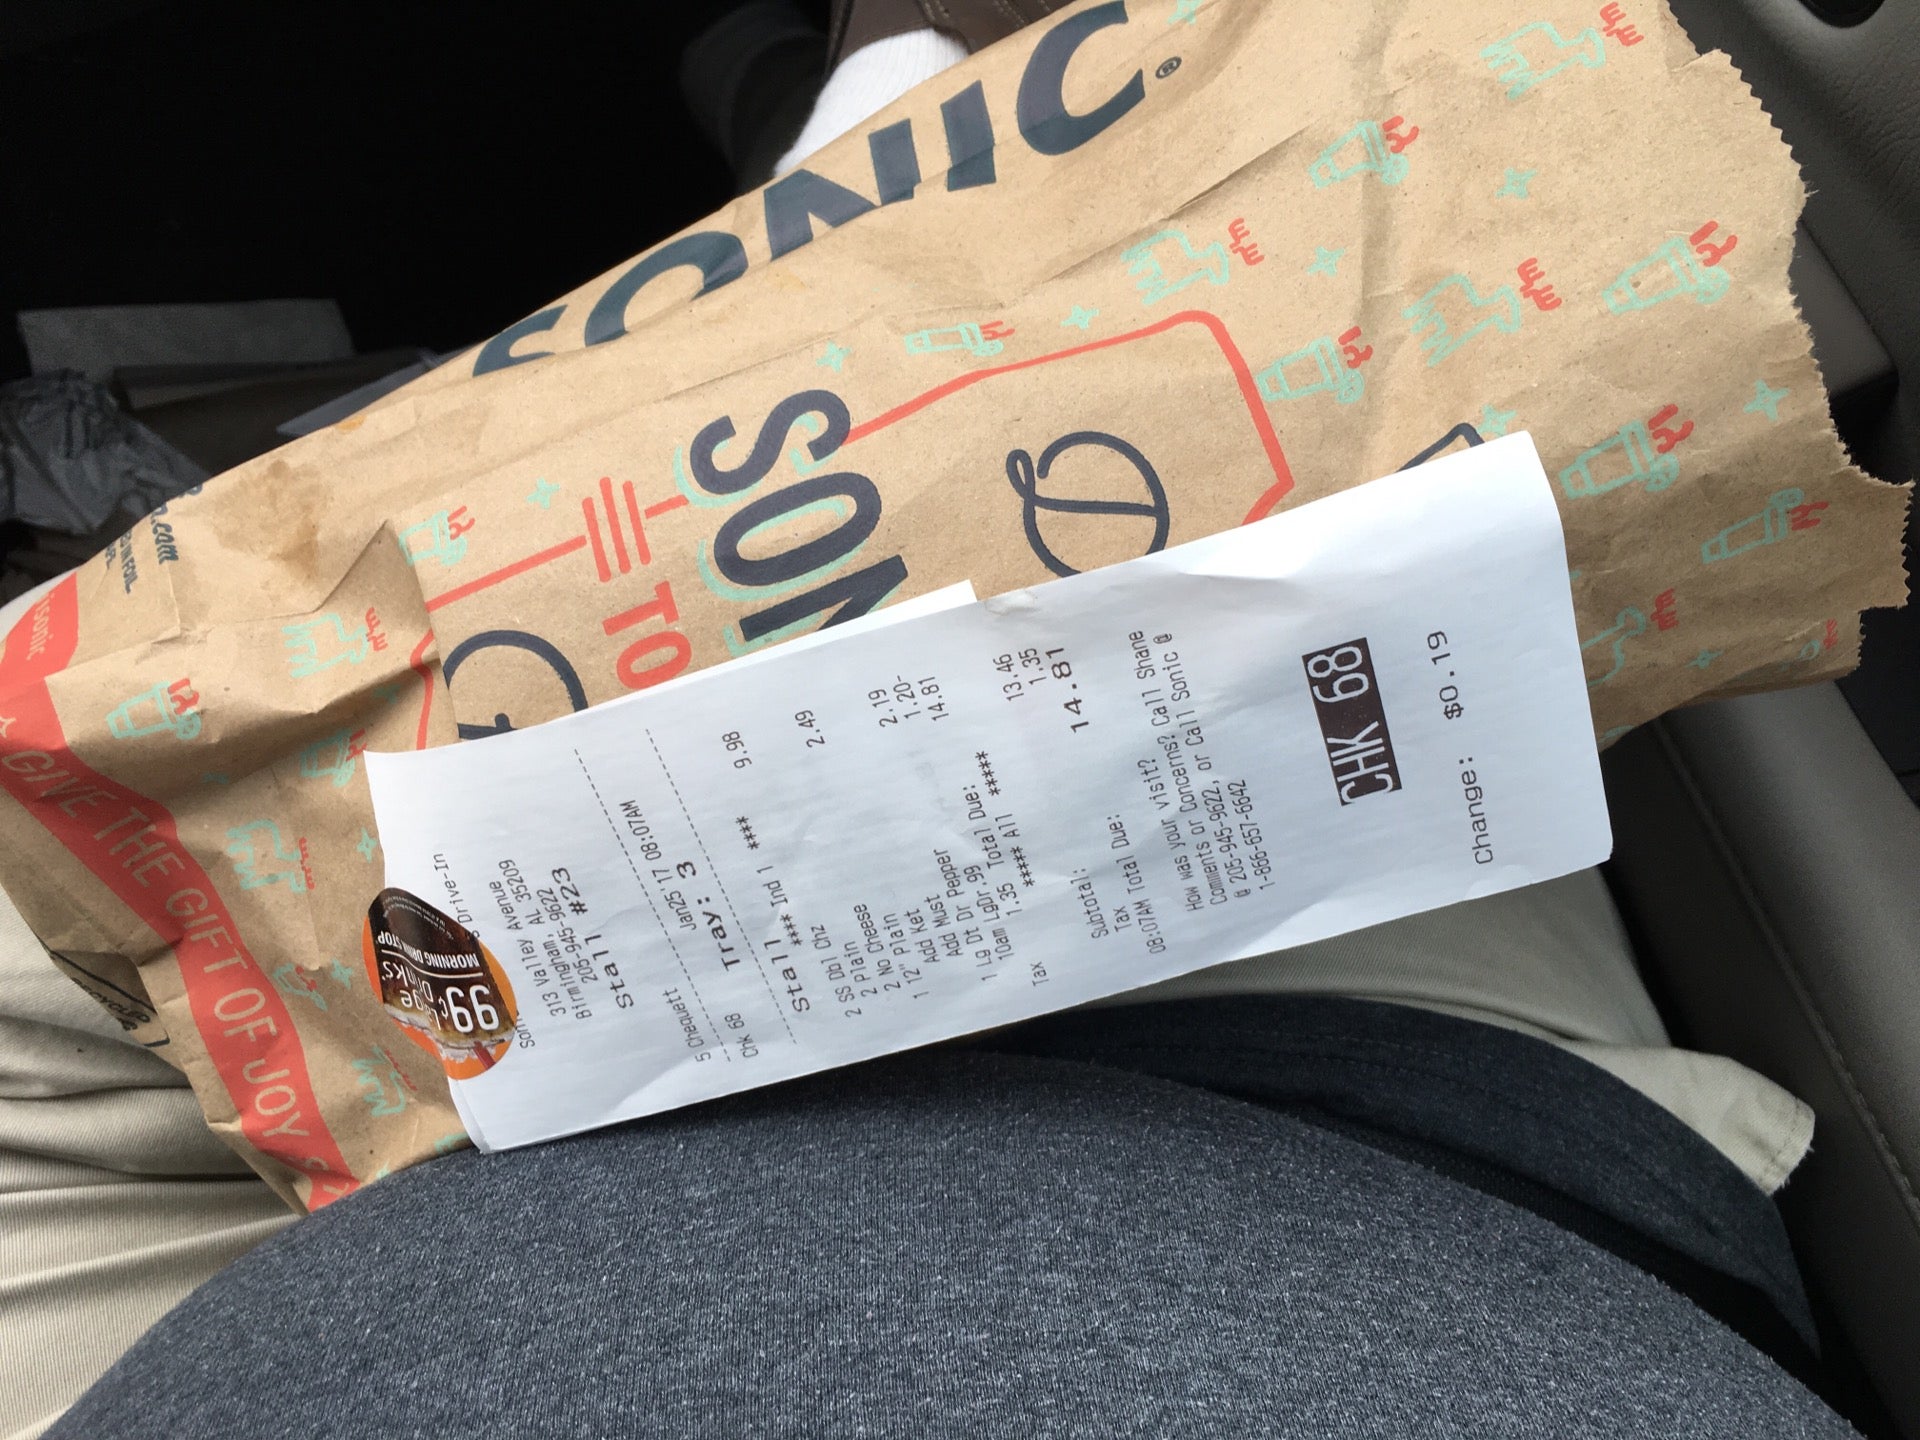 SONIC®
SON
TO
GIVE THE GIFT OF NOY
99¢
Large
Drinks
MORNING DRINK STOP
Drive-In
313 Valley Avenue
Birmingham, AL 35209
205-945-9622
Stall #23
5 Chequett Jan25'17 08:07AM
Chk 68 Tray: 3
Stall
**** Ind 1 ****
2 SS Dbl Chz 9.98
2 Plain
2 No Cheese
1 12" Plain 2.49
Add Ket
Add Must
1 Lg Dt Dr Pepper 2.19
10am Lgbr.99 1.20-
1.35 Total Due: 14.81
***** All *****
Tax
Subtotal: 13.46
Tax 1.35
08:07AM Total Due: 14.81
How was your visit? Call Shane
Comments or Concerns? Call Shane
@ 205-945-9622, or Call Sonic @
1-866-657-6642
CHK 68
Change: $0.19